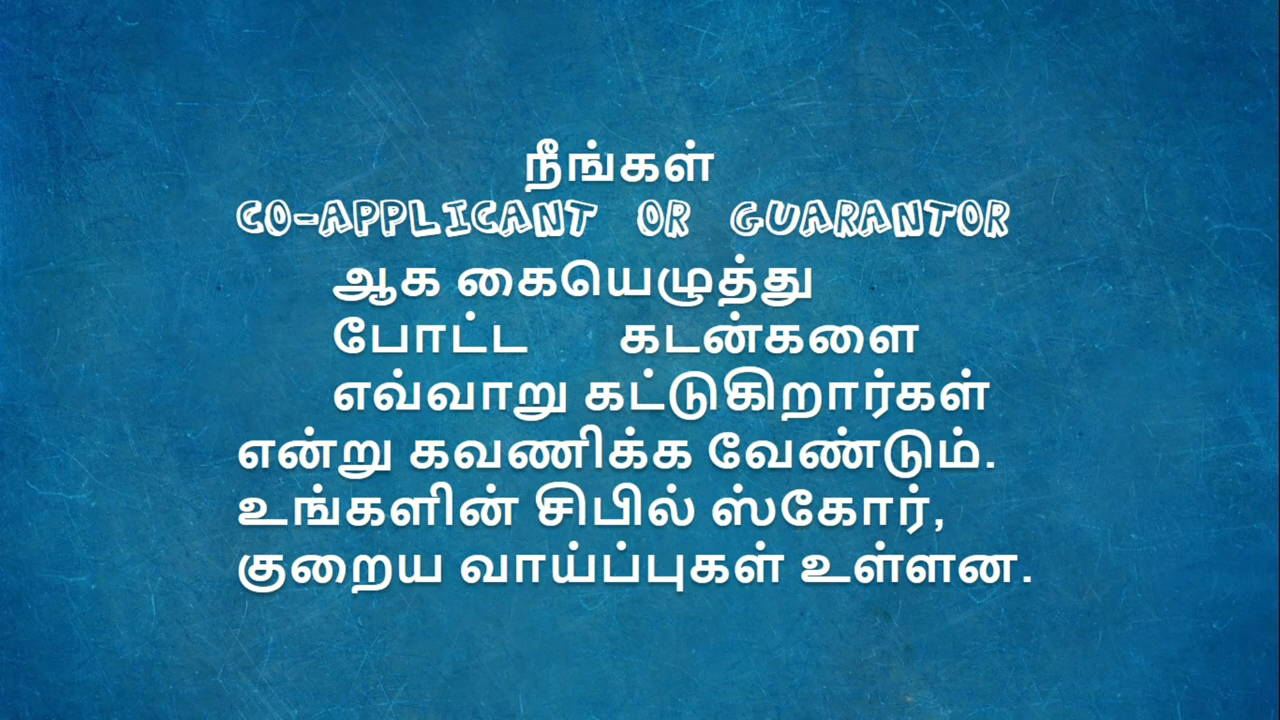 நீங்கள்
CO-APPLICANT OR GUARANTOR
ஆக கையெழுத்து
போட்ட கடன்களை
எவ்வாறு கட்டுகிறார்கள்
என்று கவணிக்க வேண்டும்.
உங்களின் சிபில் ஸ்கோர்,
குறைய வாய்ப்புகள் உள்ளன.